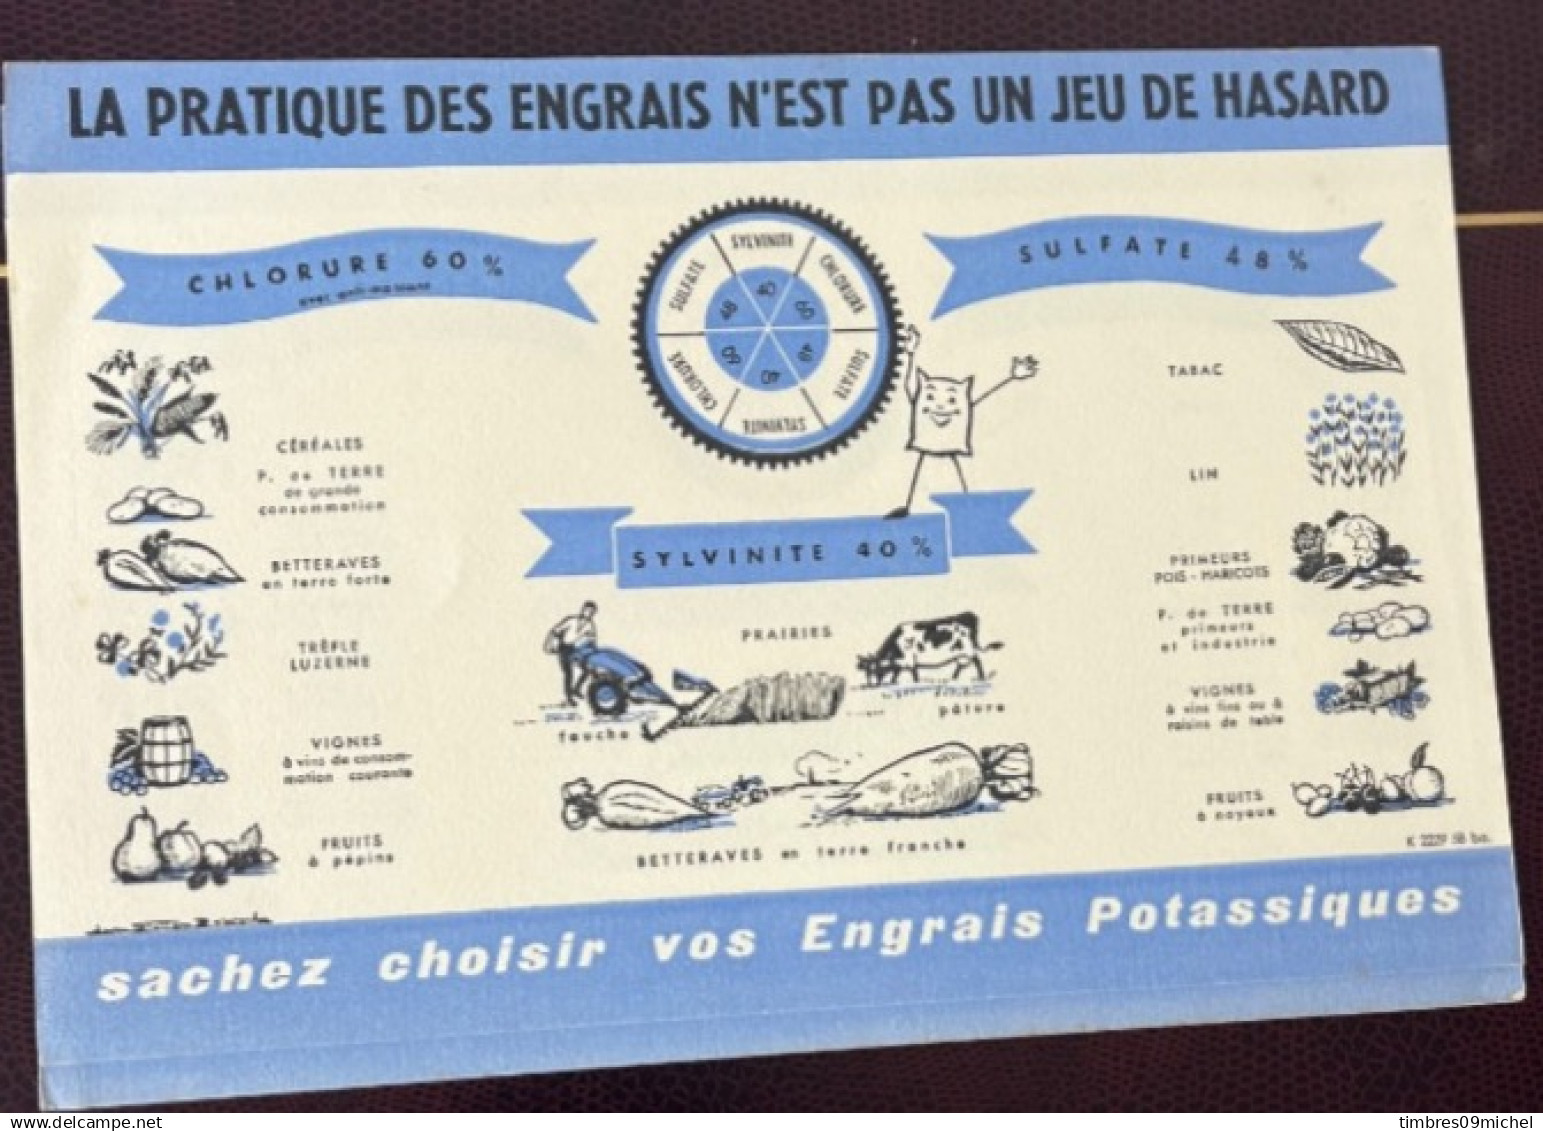 LA PRATIQUE DES ENGRAIS N'EST PAS UN JEU DE HASARD
CHLORURE 60 %
SYLVINITE
CHLORURE
SULFATE
SYLVINITE
CHLORURE
SULFATE
40
60
48
40
60
48
SULFATE 48 %
CÉRÉALES
P. de TERRE
de grande
consommation
BETTERAVES
en terre forte
TRÈFLE
LUZERNE
VIGNES
à vins de consom-
mation courante
FRUITS
à pépins
SYLVINITE 40 %
PRAIRIES
fauche
pâture
BETTERAVES en terre franche
TABAC
LIN
PRIMEURS
POIS - HARICOTS
P. de TERRE
primeurs
et industrie
VIGNES
à vins fins ou à
raisins de table
FRUITS
à noyaux
K 2229
sachez choisir vos Engrais Potassiques
timbres09michel